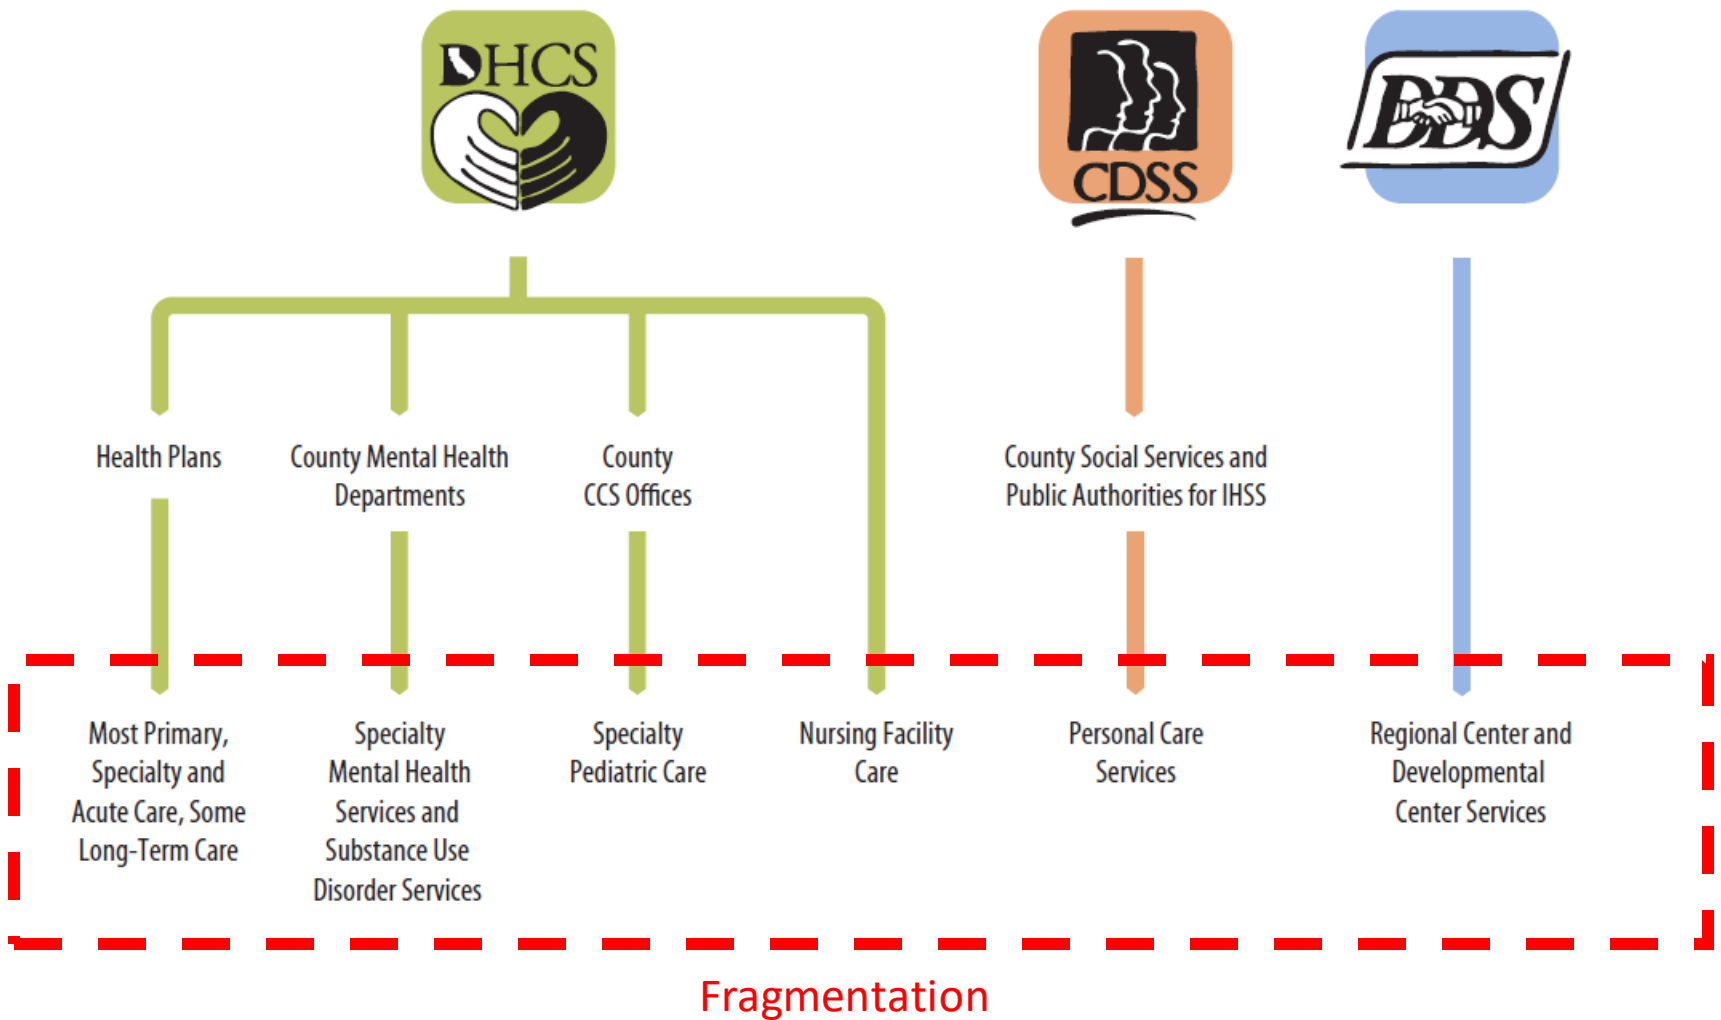 DHCS
CDSS
DDS
Health Plans
County Mental Health
Departments
County
CCS Offices
County Social Services and
Public Authorities for IHSS
Most Primary,
Specialty and
Acute Care, Some
Long-Term Care
Specialty
Mental Health
Services and
Substance Use
Disorder Services
Specialty
Pediatric Care
Nursing Facility
Care
Personal Care
Services
Regional Center and
Developmental
Center Services
Fragmentation